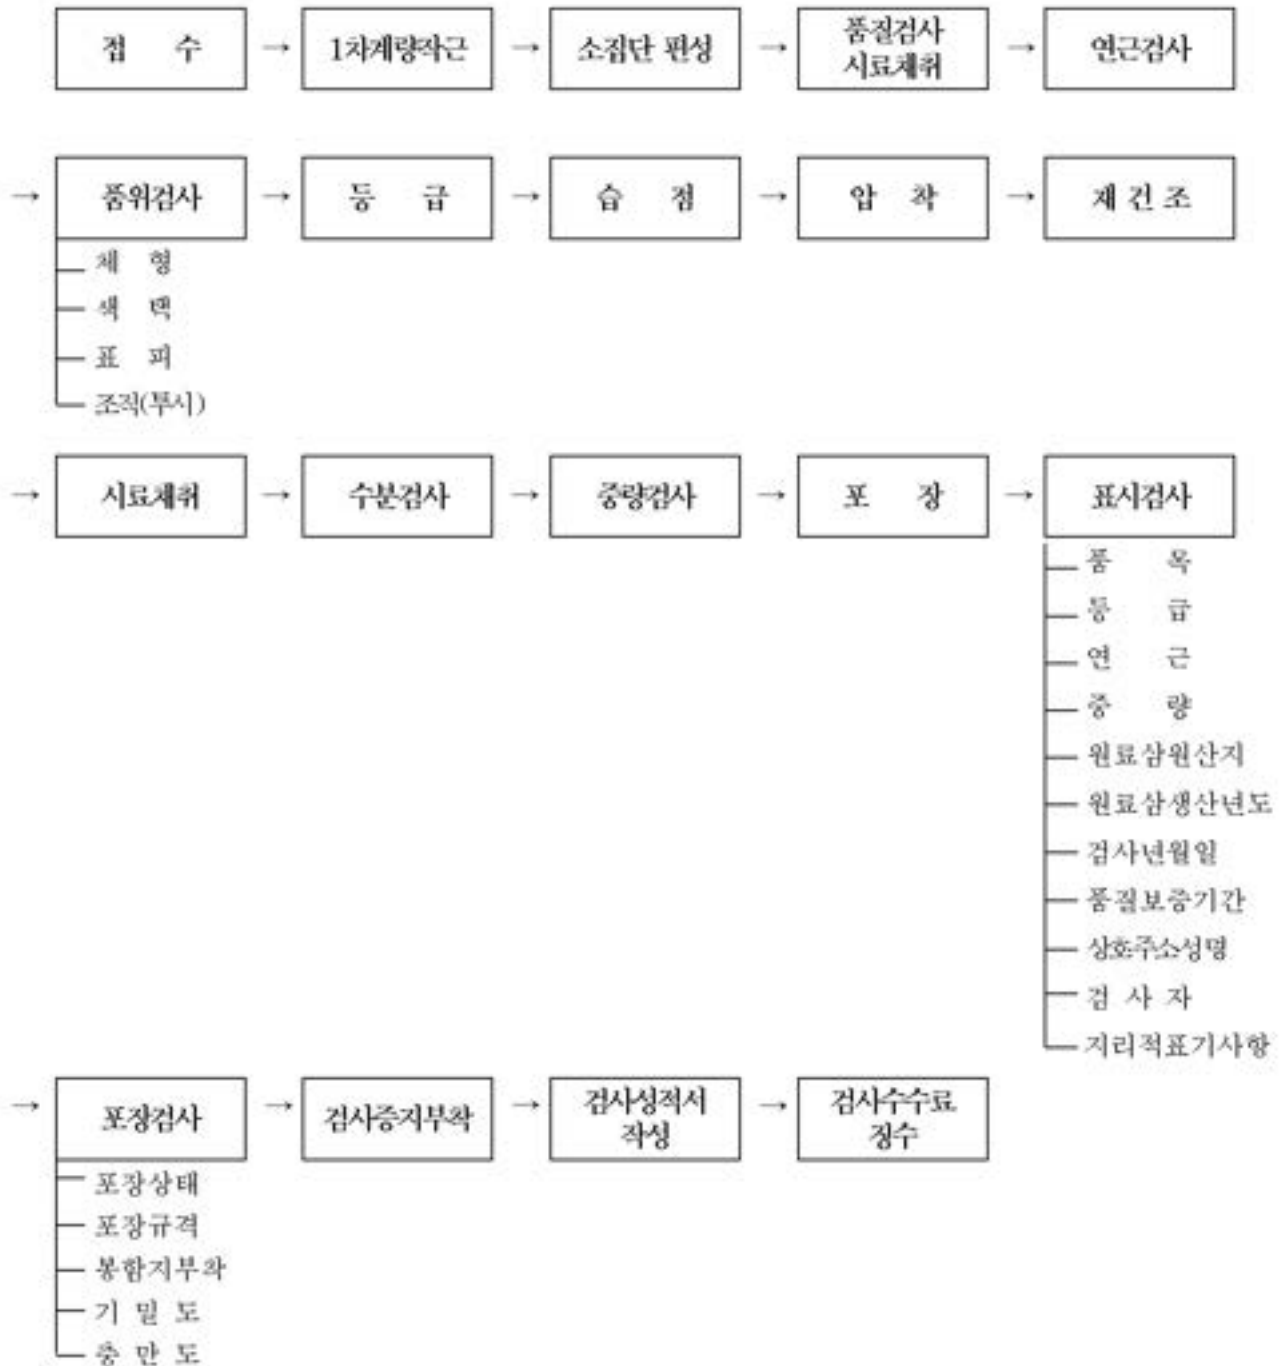 접 수 → 1차계량작근 → 소집단 편성 → 품질검사 시료채취 → 연근검사
→ 품위검사 → 등 급 → 습 점 → 압 착 → 재 건 조
체 형
색 택
표 피
조직(투시)
→ 시료채취 → 수분검사 → 중량검사 → 포 장 → 표시검사
품 목
등 급
연 근
중 량
원료삼원산지
원료삼생산년도
검사년월일
품질보증기간
상호주소성명
검 사 자
지리적표기사항
→ 포장검사 → 검사증지부착 → 검사성적서 작성 → 검사수수료 징수
포장상태
포장규격
봉함지부착
기 밀 도
충 만 도